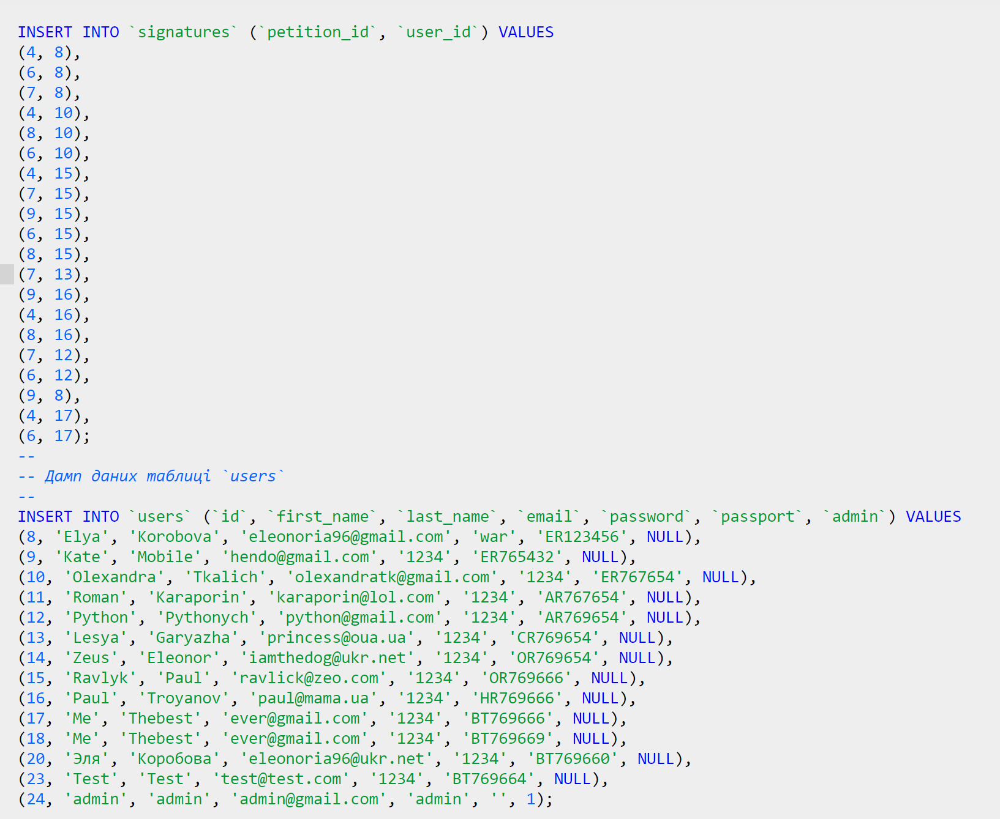 INSERT INTO `signatures` (`petition_id`, `user_id`) VALUES
(4, 8),
(6, 8),
(7, 8),
(4, 10),
(8, 10),
(6, 10),
(4, 15),
(7, 15),
(9, 15),
(6, 15),
(8, 15),
(7, 13),
(9, 16),
(4, 16),
(8, 16),
(7, 12),
(6, 12),
(9, 8),
(4, 17),
(6, 17);
--
-- Дамп даних таблиці `users`
--
INSERT INTO `users` (`id`, `first_name`, `last_name`, `email`, `password`, `passport`, `admin`) VALUES
(8, 'Elya', 'Korobova', 'eleonoria96@gmail.com', 'war', 'ER123456', NULL),
(9, 'Kate', 'Mobile', 'hendo@gmail.com', '1234', 'ER765432', NULL),
(10, 'Olexandra', 'Tkalich', 'olexandratk@gmail.com', '1234', 'ER767654', NULL),
(11, 'Roman', 'Karaporin', 'karaporin@lol.com', '1234', 'AR767654', NULL),
(12, 'Python', 'Pythonych', 'python@gmail.com', '1234', 'AR769654', NULL),
(13, 'Lesya', 'Garyazha', 'princess@oua.ua', '1234', 'CR769654', NULL),
(14, 'Zeus', 'Eleonor', 'iamthedog@ukr.net', '1234', 'OR769654', NULL),
(15, 'Ravlyk', 'Paul', 'ravlick@zeo.com', '1234', 'OR769666', NULL),
(16, 'Paul', 'Troyanov', 'paul@mama.ua', '1234', 'HR769666', NULL),
(17, 'Me', 'Thebest', 'ever@gmail.com', '1234', 'BT769666', NULL),
(18, 'Me', 'Thebest', 'ever@gmail.com', '1234', 'BT769669', NULL),
(20, 'Эля', 'Коробова', 'eleonoria96@ukr.net', '1234', 'BT769660', NULL),
(23, 'Test', 'Test', 'test@test.com', '1234', 'BT769664', NULL),
(24, 'admin', 'admin', 'admin@gmail.com', 'admin', '', 1);